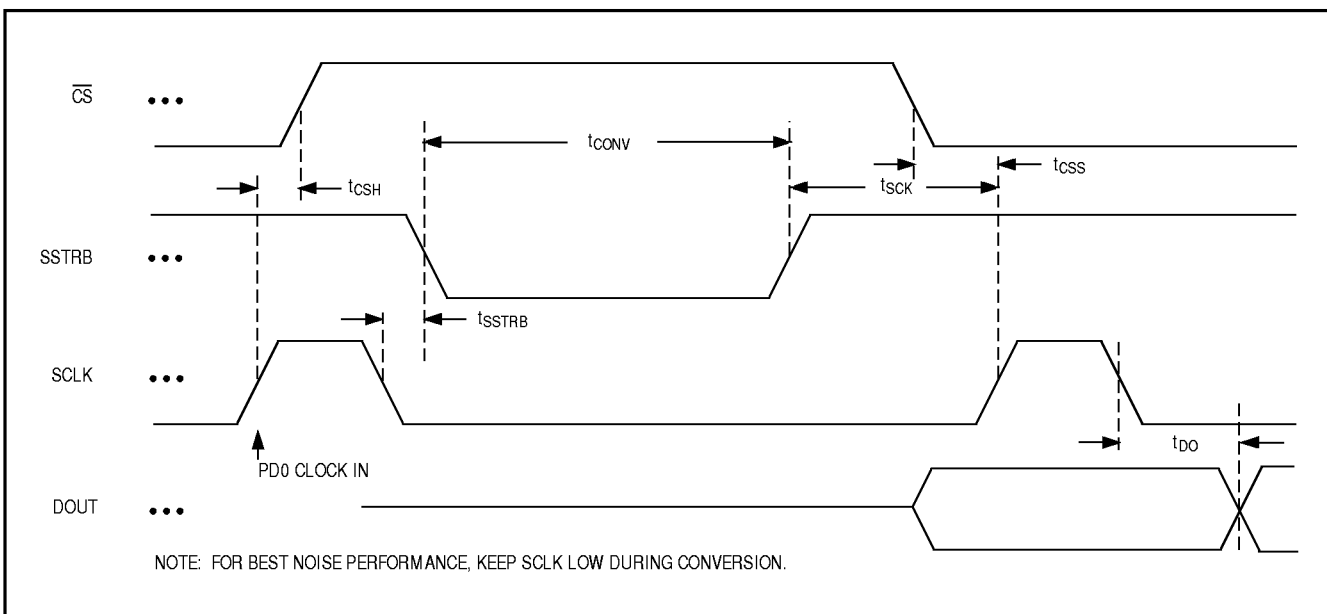 CS
tCONV
tCSS
tCSH
tSCK
SSTRB
tSSTRB
SCLK
tDO
PD0 CLOCK IN
DOUT
NOTE: FOR BEST NOISE PERFORMANCE, KEEP SCLK LOW DURING CONVERSION.